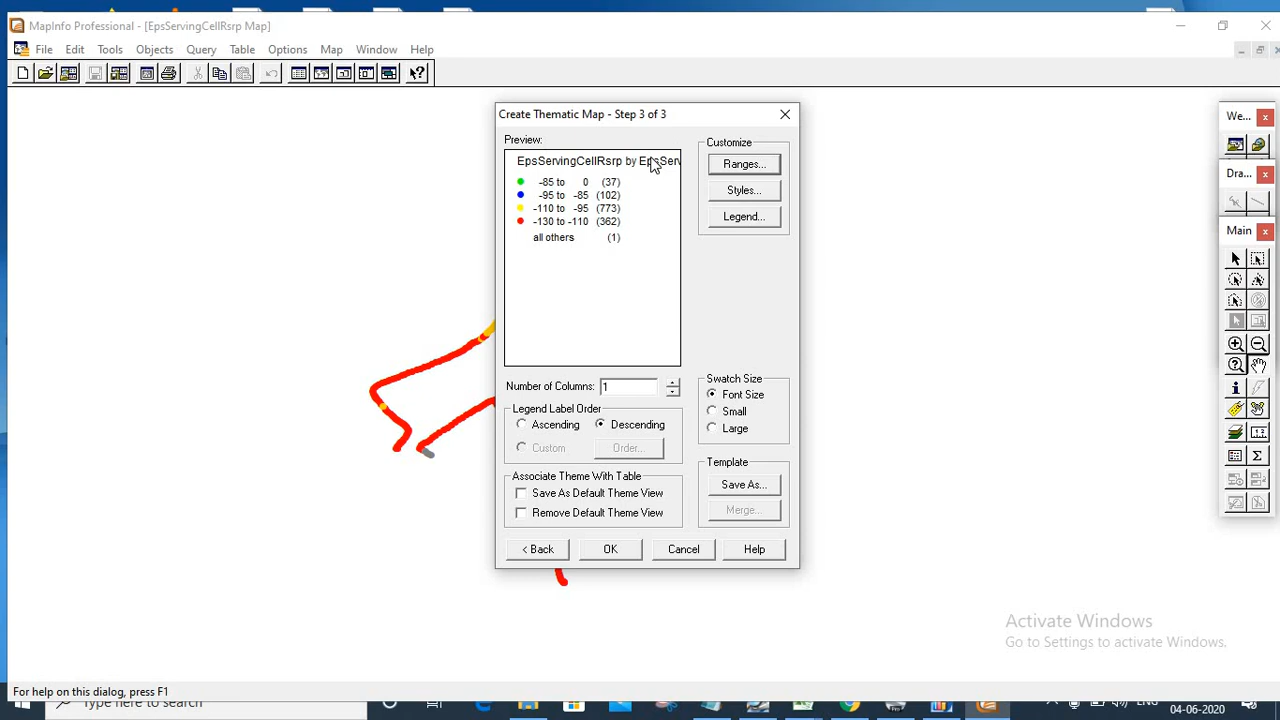 MapInfo Professional - [EpsServingCellRsrp Map]
File Edit Tools Objects Query Table Options Map Window Help
Create Thematic Map - Step 3 of 3
Preview:
EpsServingCellRsrp by EpsServ
-85 to 0 (37)
-95 to -85 (102)
-110 to -95 (773)
-130 to -110 (362)
all others (1)
Customize
Ranges...
Styles...
Legend...
Number of Columns: 1
Legend Label Order
Ascending Descending
Custom Order...
Swatch Size
Font Size
Small
Large
Associate Theme With Table
Save As Default Theme View
Remove Default Theme View
Template
Save As...
Merge...
< Back OK Cancel Help
We...
Dra...
Main
Activate Windows
Go to Settings to activate Windows.
For help on this dialog, press F1
Type here to search
ENG
04-06-2020